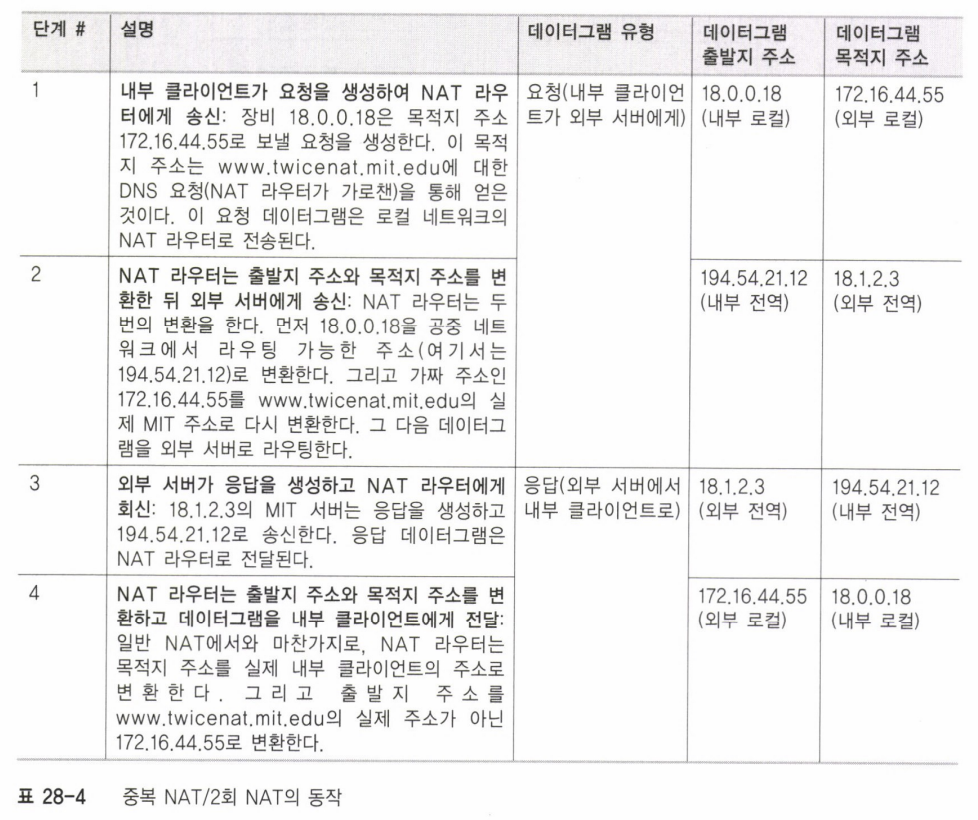 단계 # 설명 데이터그램 유형 데이터그램 출발지 주소 데이터그램 목적지 주소
1
내부 클라이언트가 요청을 생성하여 NAT 라우
터에게 송신: 장비 18.0.0.18은 목적지 주소
172.16.44.55로 보낼 요청을 생성한다. 이 목적
지 주소는 www.twicenat.mit.edu에 대한
DNS 요청(NAT 라우터가 가로챈)을 통해 얻은
것이다. 이 요청 데이터그램은 로컬 네트워크의
NAT 라우터로 전송된다.
요청(내부 클라이언
트가 외부 서버에게)
18.0.0.18
(내부 로컬)
172.16.44.55
(외부 로컬)
2
NAT 라우터는 출발지 주소와 목적지 주소를 변
환한 뒤 외부 서버에게 송신: NAT 라우터는 두
번의 변환을 한다. 먼저 18.0.0.18을 공중 네트
워크에서 라우팅 가능한 주소(여기서는
194.54.21.12)로 변환한다. 그리고 가짜 주소인
172.16.44.55를 www.twicenat.mit.edu의 실
제 MIT 주소로 다시 변환한다. 그 다음 데이터그
램을 외부 서버로 라우팅한다.
194.54.21.12
(내부 전역)
18.1.2.3
(외부 전역)
3
외부 서버가 응답을 생성하고 NAT 라우터에게
회신: 18.1.2.3의 MIT 서버는 응답을 생성하고
194.54.21.12로 송신한다. 응답 데이터그램은
NAT 라우터로 전달된다.
응답(외부 서버에서
내부 클라이언트로)
18.1.2.3
(외부 전역)
194.54.21.12
(내부 전역)
4
NAT 라우터는 출발지 주소와 목적지 주소를 변
환하고 데이터그램을 내부 클라이언트에게 전달:
일반 NAT에서와 마찬가지로, NAT 라우터는
목적지 주소를 실제 내부 클라이언트의 주소로
변환한다. 그리고 출발지 주소를
www.twicenat.mit.edu의 실제 주소가 아닌
172.16.44.55로 변환한다.
172.16.44.55
(외부 로컬)
18.0.0.18
(내부 로컬)
표 28-4 중복 NAT/2회 NAT의 동작